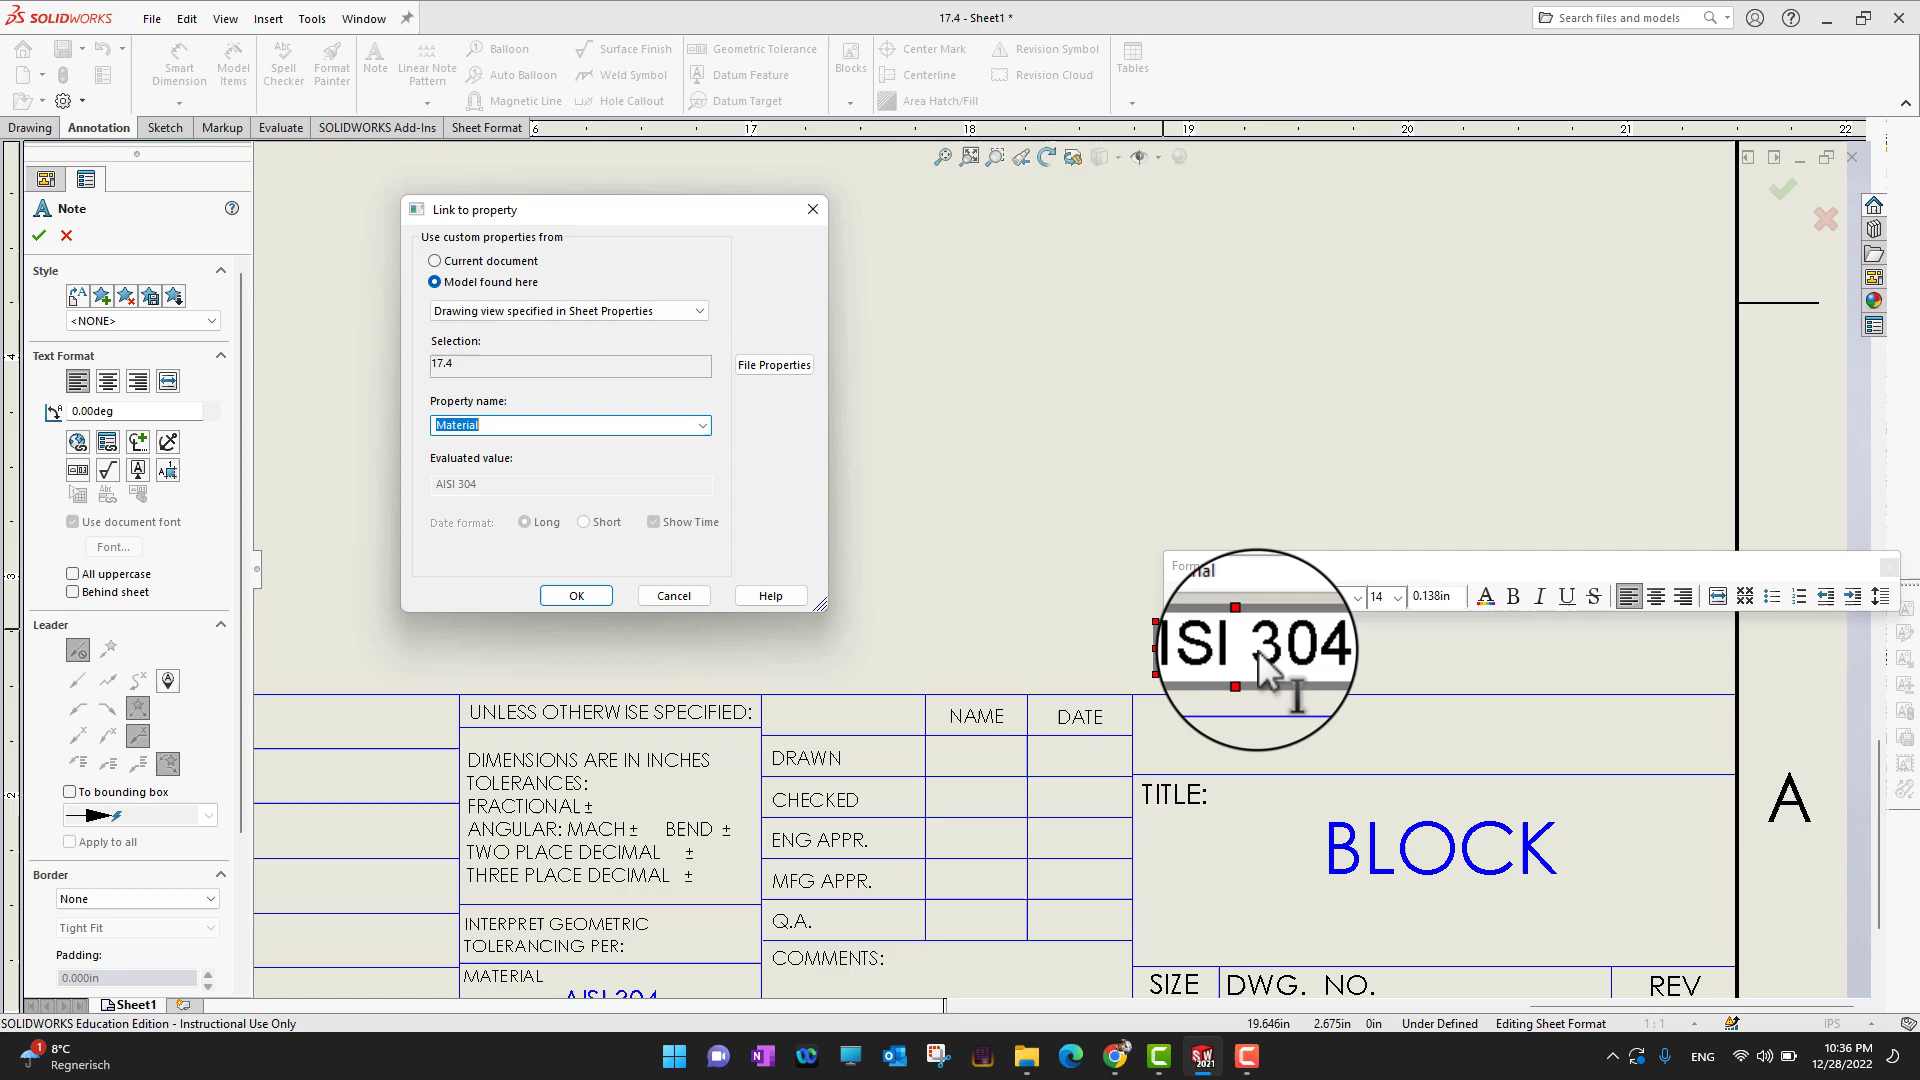 SOLIDWORKS File Edit View Insert Tools Window 17.4 - Sheet1 * Search files and models
Smart Dimension
Model Items
Spell Checker
Format Painter
Note
Linear Note Pattern
Balloon
Auto Balloon
Magnetic Line
Surface Finish
Weld Symbol
Hole Callout
Geometric Tolerance
Datum Feature
Datum Target
Blocks
Center Mark
Centerline
Area Hatch/Fill
Revision Symbol
Revision Cloud
Tables
Drawing Annotation Sketch Markup Evaluate SOLIDWORKS Add-Ins Sheet Format
6 17 18 19 20 21 22
Note
Style
<NONE>
Text Format
0.00deg
Use document font
Font...
All uppercase
Behind sheet
Leader
To bounding box
Apply to all
Border
None
Tight Fit
Padding:
0.000in
4
3
2
Link to property
Use custom properties from
Current document
Model found here
Drawing view specified in Sheet Properties
Selection:
17.4
File Properties
Property name:
Material
Evaluated value:
AISI 304
Date format: Long Short Show Time
OK Cancel Help
14 0.138in
ISI 304
UNLESS OTHERWISE SPECIFIED:
DIMENSIONS ARE IN INCHES
TOLERANCES:
FRACTIONAL ±
ANGULAR: MACH ± BEND ±
TWO PLACE DECIMAL ±
THREE PLACE DECIMAL ±
INTERPRET GEOMETRIC
TOLERANCING PER:
MATERIAL
AISI 304
NAME DATE
DRAWN
CHECKED
ENG APPR.
MFG APPR.
Q.A.
COMMENTS:
TITLE:
BLOCK
A
SIZE DWG. NO. REV
Sheet1
SOLIDWORKS Education Edition - Instructional Use Only
19.646in 2.675in 0in Under Defined Editing Sheet Format 1 : 1 IPS
1
8°C
Regnerisch
SW 2021
ENG
10:36 PM
12/28/2022